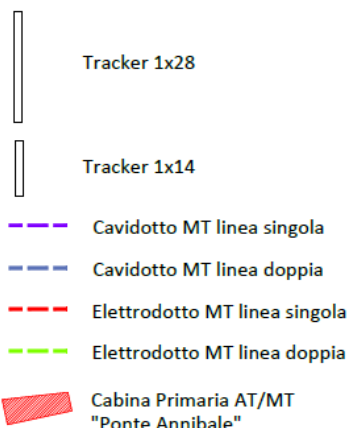 Tracker 1x28
Tracker 1x14
Cavidotto MT linea singola
Cavidotto MT linea doppia
Elettrodotto MT linea singola
Elettrodotto MT linea doppia
Cabina Primaria AT/MT
"Ponte Annibale"